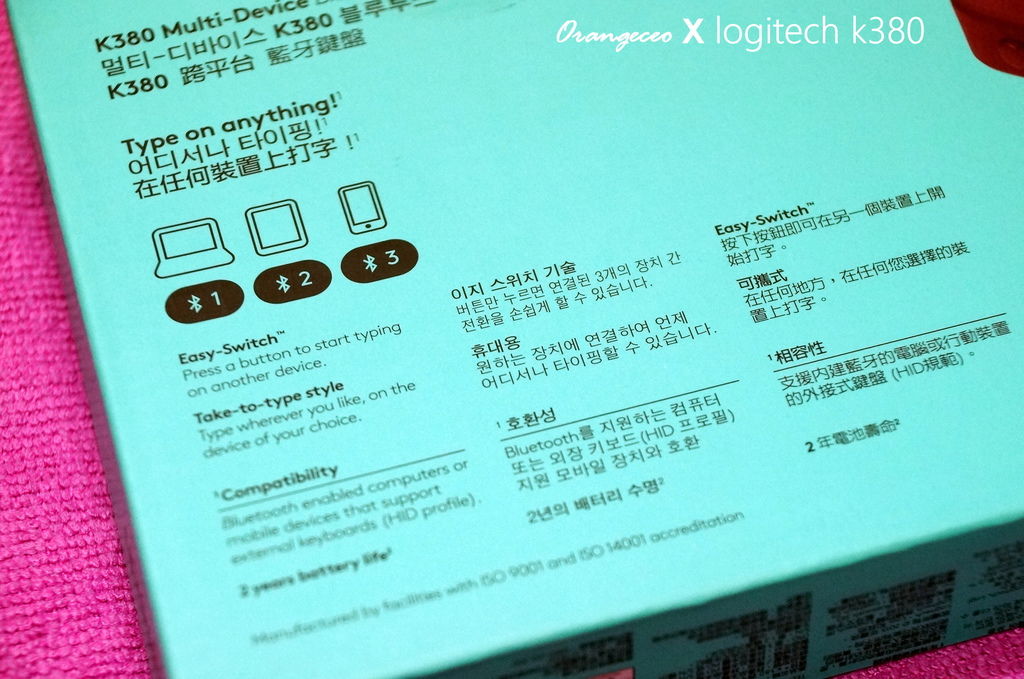 Orangeceo X logitech k380
K380 Multi-Device
멀티-디바이스 K380 블루투스
K380 跨平台 藍牙鍵盤
Type on anything!¹
어디서나 타이핑!¹
在任何裝置上打字！¹
1
2
3
Easy-Switch™
Press a button to start typing
on another device.
Take-to-type style
Type wherever you like, on the
device of your choice.
¹Compatibility
Bluetooth enabled computers or
mobile devices that support
external keyboards (HID profile).
2 years battery life²
이지 스위치 기술
버튼만 누르면 연결된 3개의 장치 간
전환을 손쉽게 할 수 있습니다.
휴대용
원하는 장치에 연결하여 언제
어디서나 타이핑할 수 있습니다.
¹ 호환성
Bluetooth를 지원하는 컴퓨터
또는 외장 키보드(HID 프로필)
지원 모바일 장치와 호환
2년의 배터리 수명²
Easy-Switch™
按下按鈕即可在另一個裝置上開
始打字。
可攜式
在任何地方，在任何您選擇的裝
置上打字。
¹ 相容性
支援內建藍牙的電腦或行動裝置
的外接式鍵盤 (HID規範)。
2 年電池壽命²
Manufactured by facilities with ISO 9001 and ISO 14001 accreditation